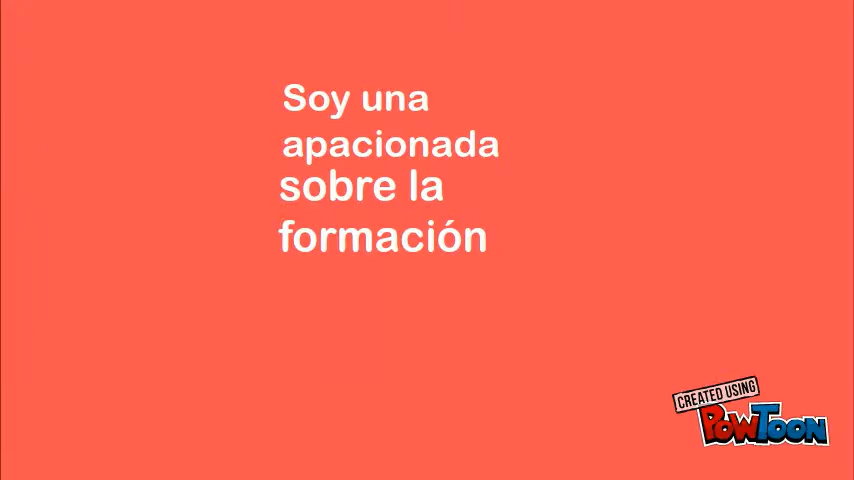 Soy una
apacionada
sobre la
formación
CREATED USING
POWTOON